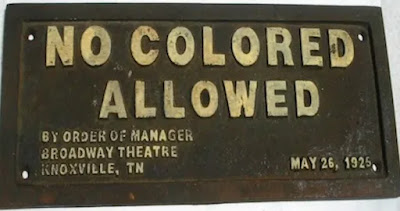 NO COLORED
ALLOWED
BY ORDER OF MANAGER
BROADWAY THEATRE
KNOXVILLE, TN
MAY 26, 1925